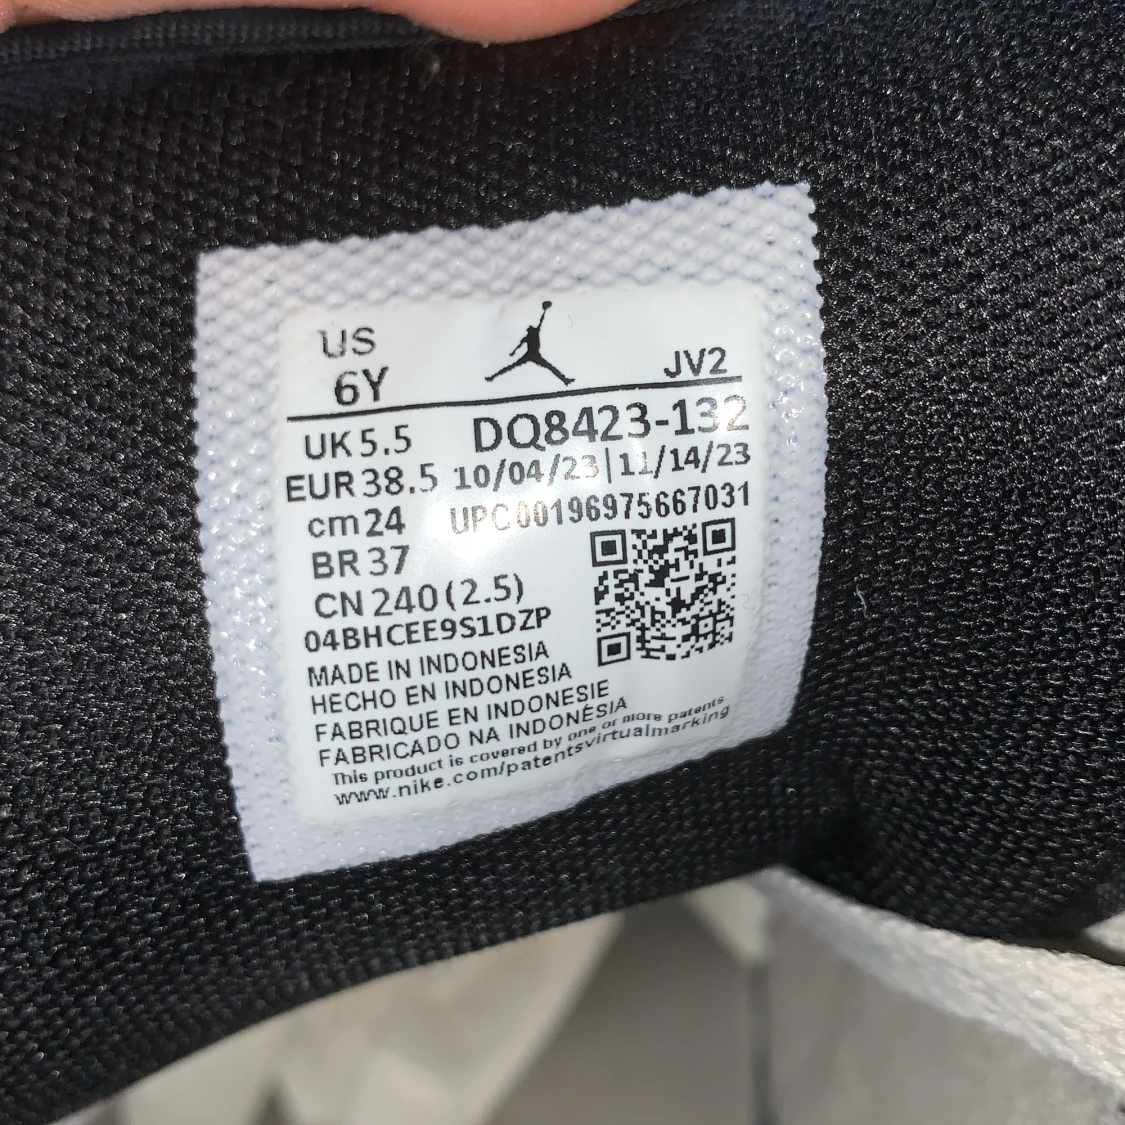 US
6Y
JV2
UK 5.5
DQ8423-132
EUR 38.5
10/04/23|11/14/23
cm 24
UPC 00196975667031
BR 37
CN 240 (2.5)
04BHCEE9S1DZP
MADE IN INDONESIA
HECHO EN INDONESIA
FABRIQUE EN INDONESIE
FABRICADO NA INDONÉSIA
This product is covered by one or more patents
www.nike.com/patentsvirtualmarking